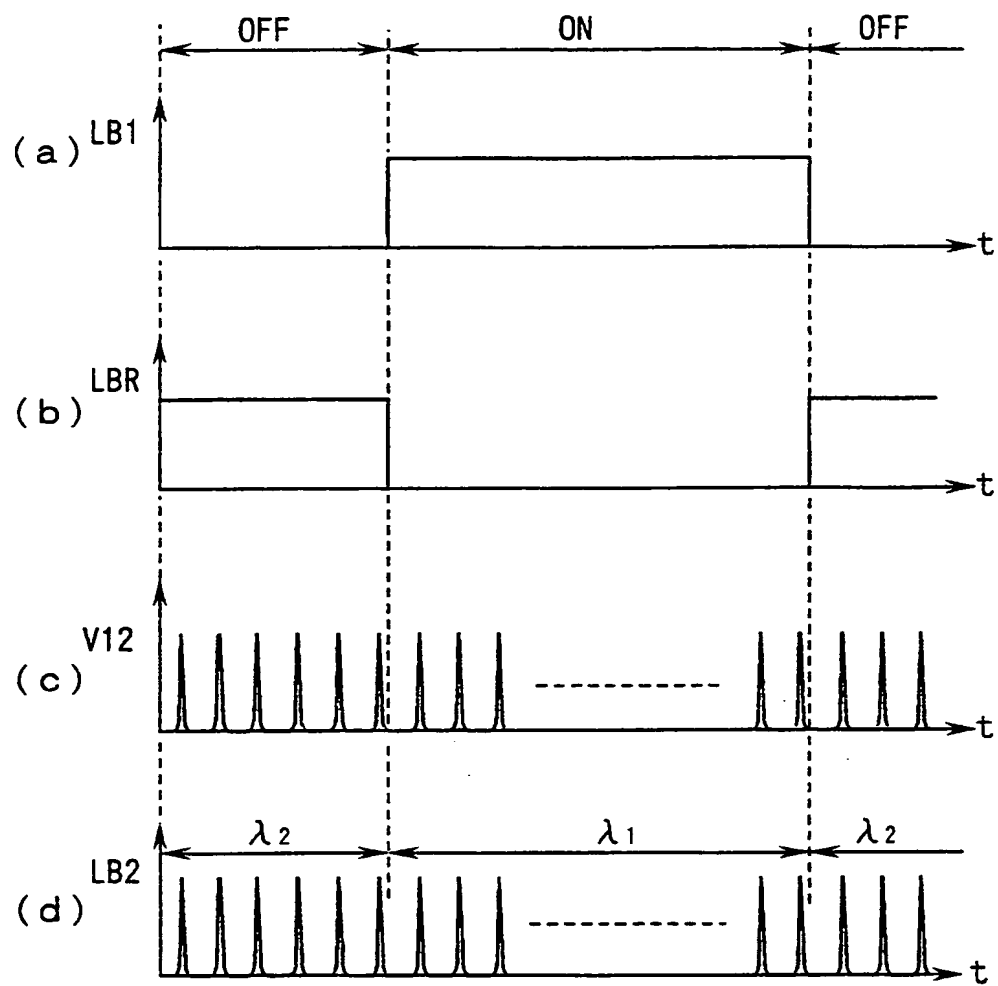 OFF ON OFF
(a) LB1
t
(b) LBR
t
(c) V12
t
λ2 λ1 λ2
(d) LB2
t